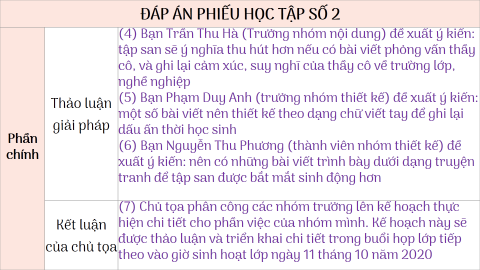 ĐÁP ÁN PHIẾU HỌC TẬP SỐ 2
Phần
chính
Thảo luận
giải pháp
(4) Bạn Trần Thu Hà (Trưởng nhóm nội dung) đề xuất ý kiến:
tập san sẽ ý nghĩa thu hút hơn nếu có bài viết phỏng vấn thầy
cô, và ghi lại cảm xúc, suy nghĩ của thầy cô về trường lớp,
nghề nghiệp
(5) Bạn Phạm Duy Anh (trưởng nhóm thiết kế) đề xuất ý kiến:
một số bài viết nên thiết kế theo dạng chữ viết tay để ghi lại
dấu ấn thời học sinh
(6) Bạn Nguyễn Thu Phương (thành viên nhóm thiết kế) đề
xuất ý kiến: nên có những bài viết trình bày dưới dạng truyện
tranh để tập san được bắt mắt sinh động hơn
Kết luận
của chủ tọa
(7) Chủ tọa phân công các nhóm trưởng lên kế hoạch thực
hiện chi tiết cho phần việc của nhóm mình. Kế hoạch này sẽ
được thảo luận và triển khai chi tiết trong buổi họp lớp tiếp
theo vào giờ sinh hoạt lớp ngày 11 tháng 10 năm 2020